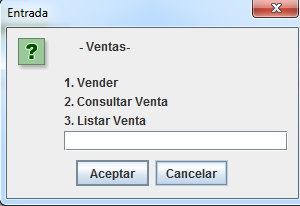 Entrada
- Ventas-
1. Vender
2. Consultar Venta
3. Listar Venta
Aceptar Cancelar